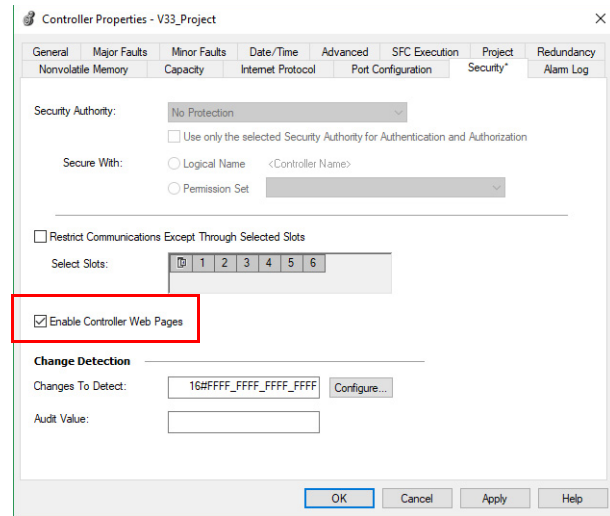 Controller Properties - V33_Project
General Major Faults Minor Faults Date/Time Advanced SFC Execution Project Redundancy
Nonvolatile Memory Capacity Internet Protocol Port Configuration Security* Alarm Log
Security Authority: No Protection
Use only the selected Security Authority for Authentication and Authorization
Secure With: Logical Name <Controller Name>
Permission Set
Restrict Communications Except Through Selected Slots
Select Slots: 1 2 3 4 5 6
Enable Controller Web Pages
Change Detection
Changes To Detect: 16#FFFF_FFFF_FFFF_FFFF Configure...
Audit Value:
OK Cancel Apply Help